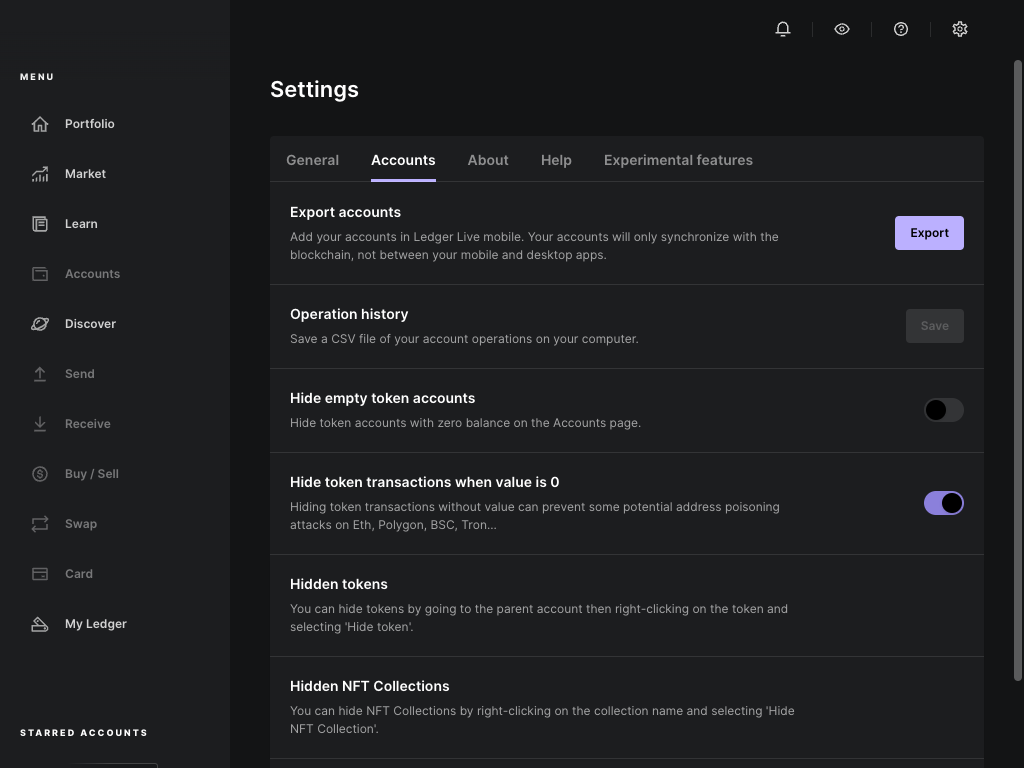 MENU
Portfolio
Market
Learn
Accounts
Discover
Send
Receive
Buy / Sell
Swap
Card
My Ledger
STARRED ACCOUNTS
Settings
General
Accounts
About
Help
Experimental features
Export accounts
Add your accounts in Ledger Live mobile. Your accounts will only synchronize with the
blockchain, not between your mobile and desktop apps.
Export
Operation history
Save a CSV file of your account operations on your computer.
Save
Hide empty token accounts
Hide token accounts with zero balance on the Accounts page.
Hide token transactions when value is 0
Hiding token transactions without value can prevent some potential address poisoning
attacks on Eth, Polygon, BSC, Tron...
Hidden tokens
You can hide tokens by going to the parent account then right-clicking on the token and
selecting 'Hide token'.
Hidden NFT Collections
You can hide NFT Collections by right-clicking on the collection name and selecting 'Hide
NFT Collection'.